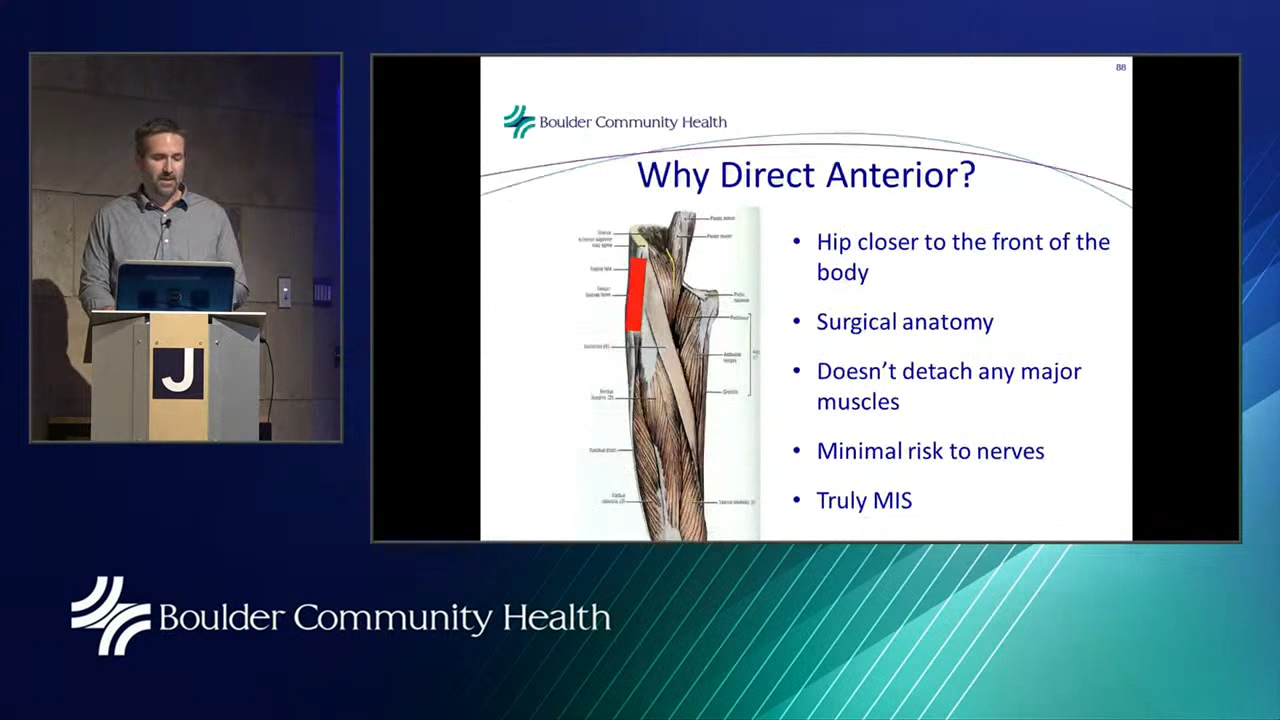 88
Boulder Community Health
Why Direct Anterior?
• Hip closer to the front of the
body
• Surgical anatomy
• Doesn't detach any major
muscles
• Minimal risk to nerves
• Truly MIS
J
Boulder Community Health